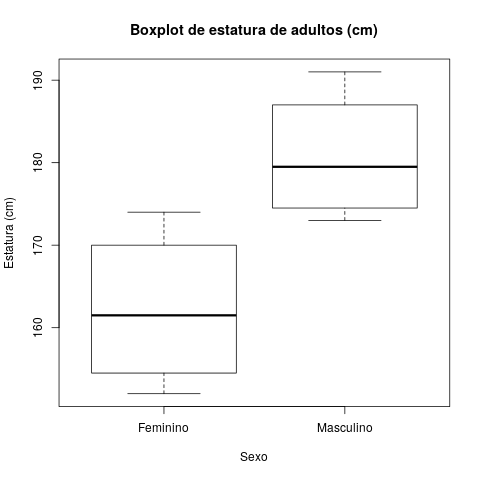 Boxplot de estatura de adultos (cm)
190
180
170
160
Estatura (cm)
Feminino
Masculino
Sexo